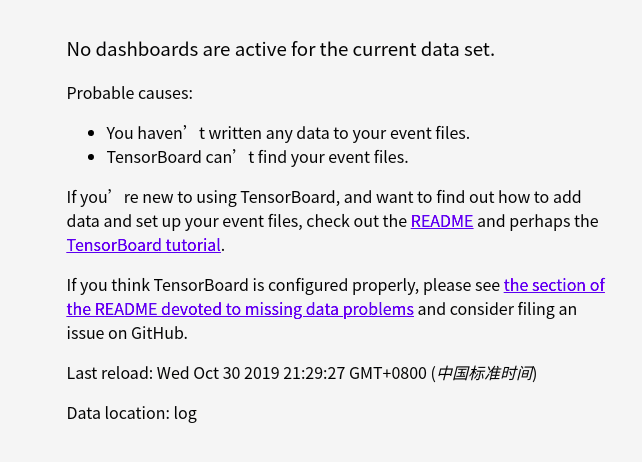 No dashboards are active for the current data set.
Probable causes:
• You haven’t written any data to your event files.
• TensorBoard can’t find your event files.
If you’re new to using TensorBoard, and want to find out how to add
data and set up your event files, check out the README and perhaps the
TensorBoard tutorial.
If you think TensorBoard is configured properly, please see the section of
the README devoted to missing data problems and consider filing an
issue on GitHub.
Last reload: Wed Oct 30 2019 21:29:27 GMT+0800 (中国标准时间)
Data location: log